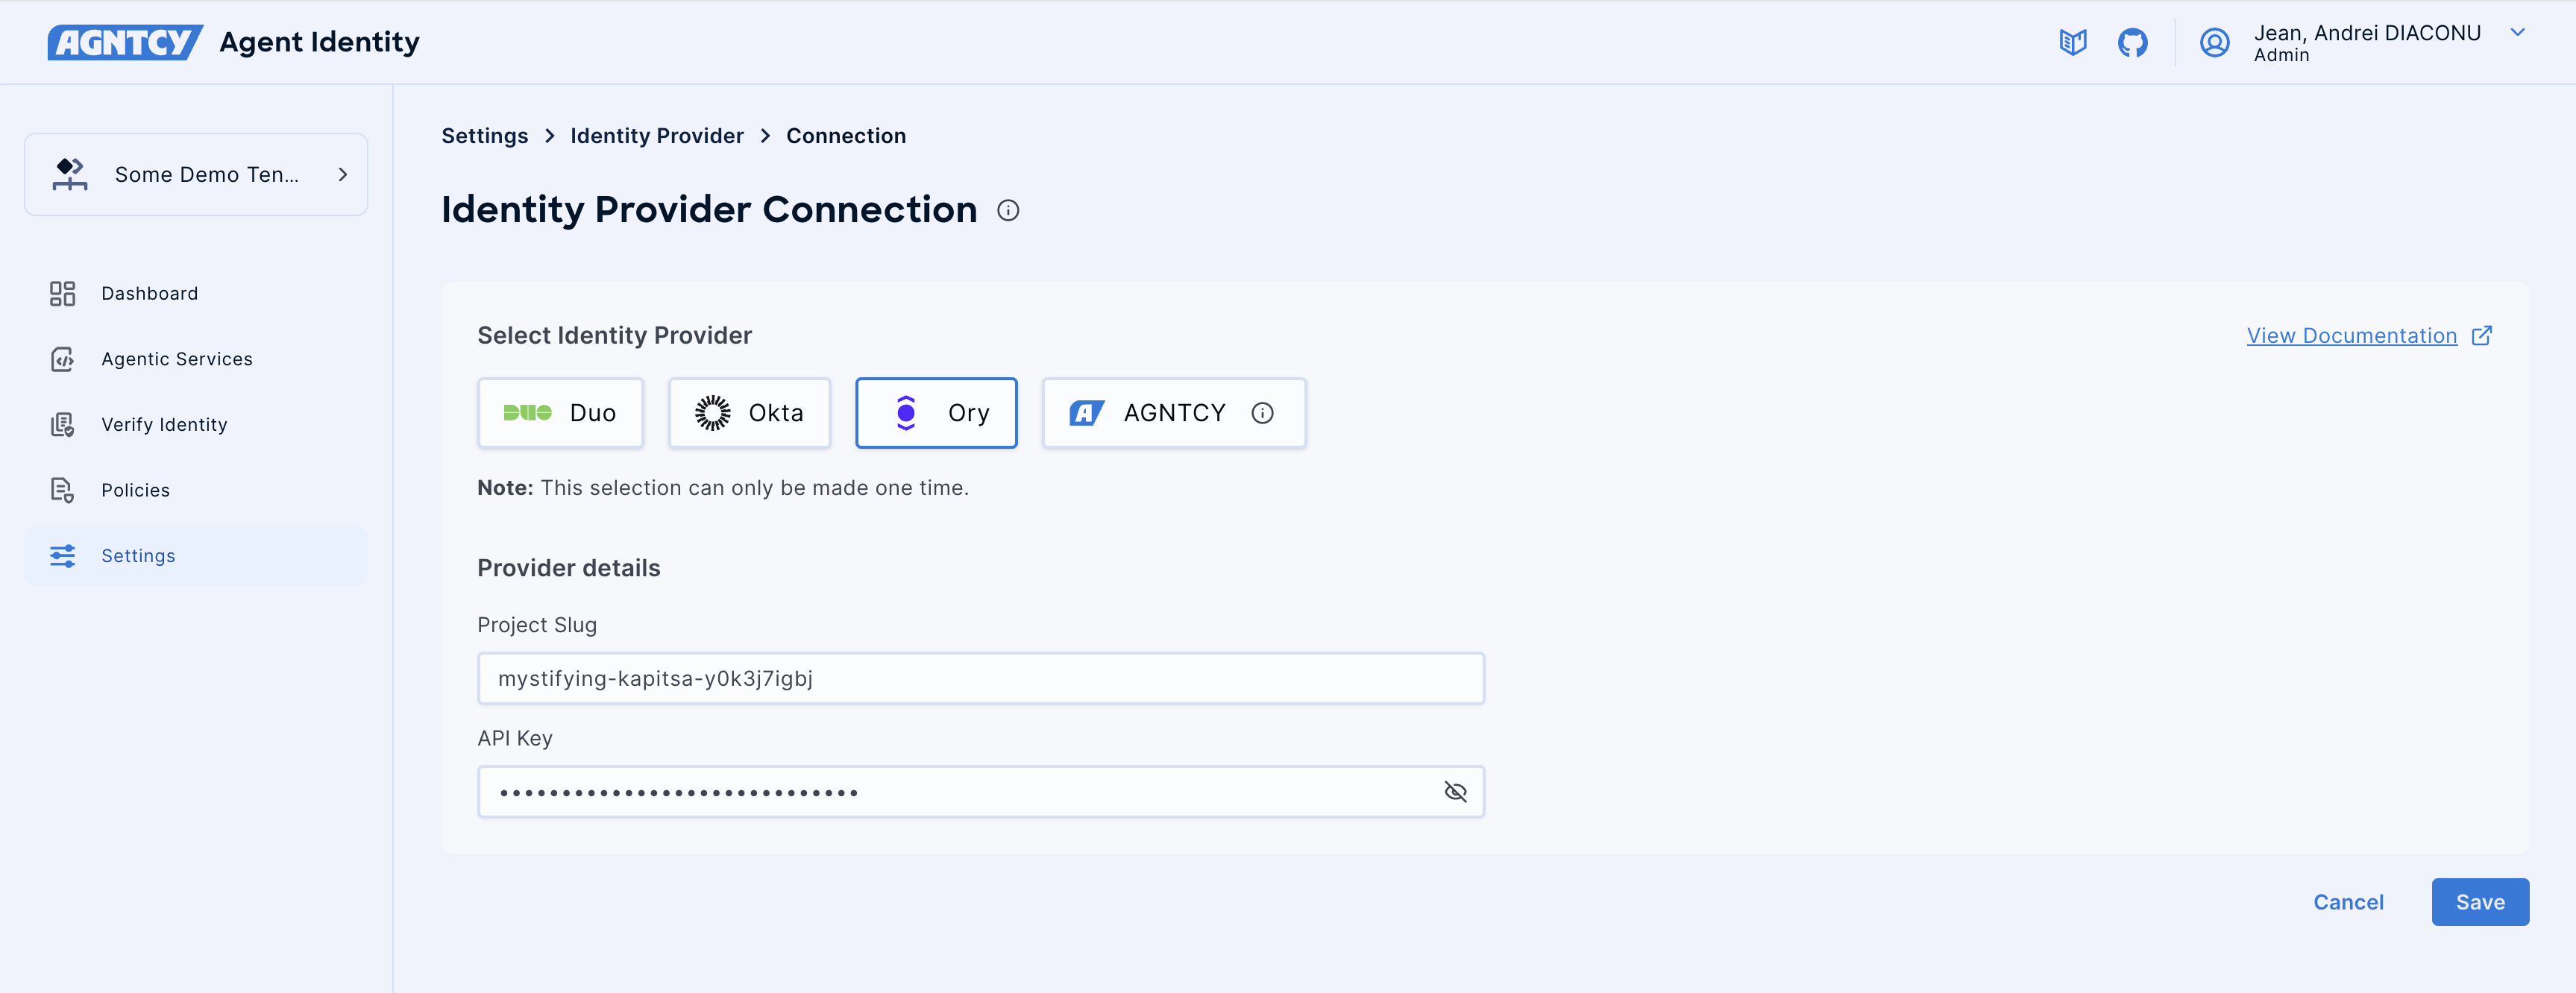 AGNTCY Agent Identity
Jean, Andrei DIACONU
Admin
Some Demo Ten...
Dashboard
Agentic Services
Verify Identity
Policies
Settings
Settings > Identity Provider > Connection
Identity Provider Connection
Select Identity Provider
View Documentation
DUO Duo
Okta
Ory
A AGNTCY
Note: This selection can only be made one time.
Provider details
Project Slug
mystifying-kapitsa-y0k3j7igbj
API Key
•••••••••••••••••••••••••••••
Cancel
Save